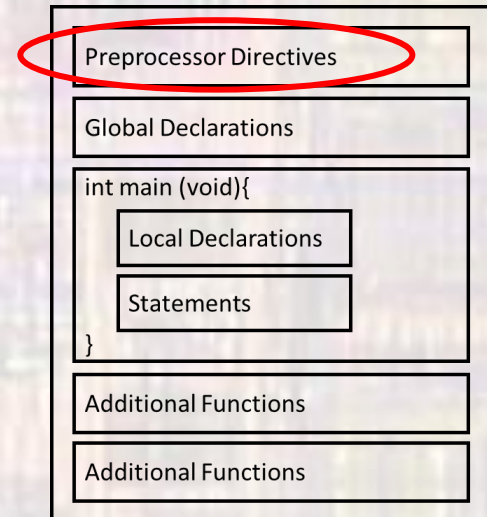 Preprocessor Directives
Global Declarations
int main (void){
Local Declarations
Statements
}
Additional Functions
Additional Functions